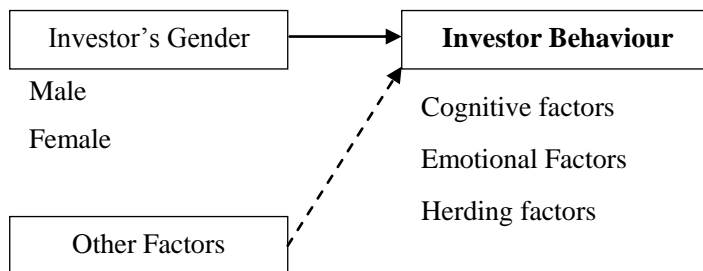 Investor’s Gender
Male
Female
Other Factors
Investor Behaviour
Cognitive factors
Emotional Factors
Herding factors